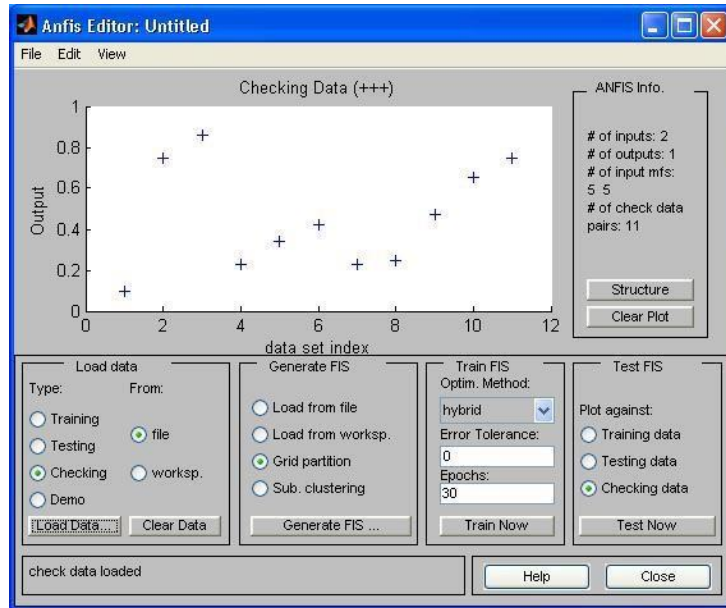 Anfis Editor: Untitled
File Edit View
Checking Data (+++)
1
0.8
0.6
0.4
0.2
0
Output
0 2 4 6 8 10 12
data set index
ANFIS Info.
# of inputs: 2
# of outputs: 1
# of input mfs:
5 5
# of check data
pairs: 11
Structure
Clear Plot
Load data
Type: From:
Training
file
Testing
Checking
worksp.
Demo
Load Data...
Clear Data
Generate FIS
Load from file
Load from worksp.
Grid partition
Sub. clustering
Generate FIS ...
Train FIS
Optim. Method:
hybrid
Error Tolerance:
0
Epochs:
30
Train Now
Test FIS
Plot against:
Training data
Testing data
Checking data
Test Now
check data loaded
Help
Close